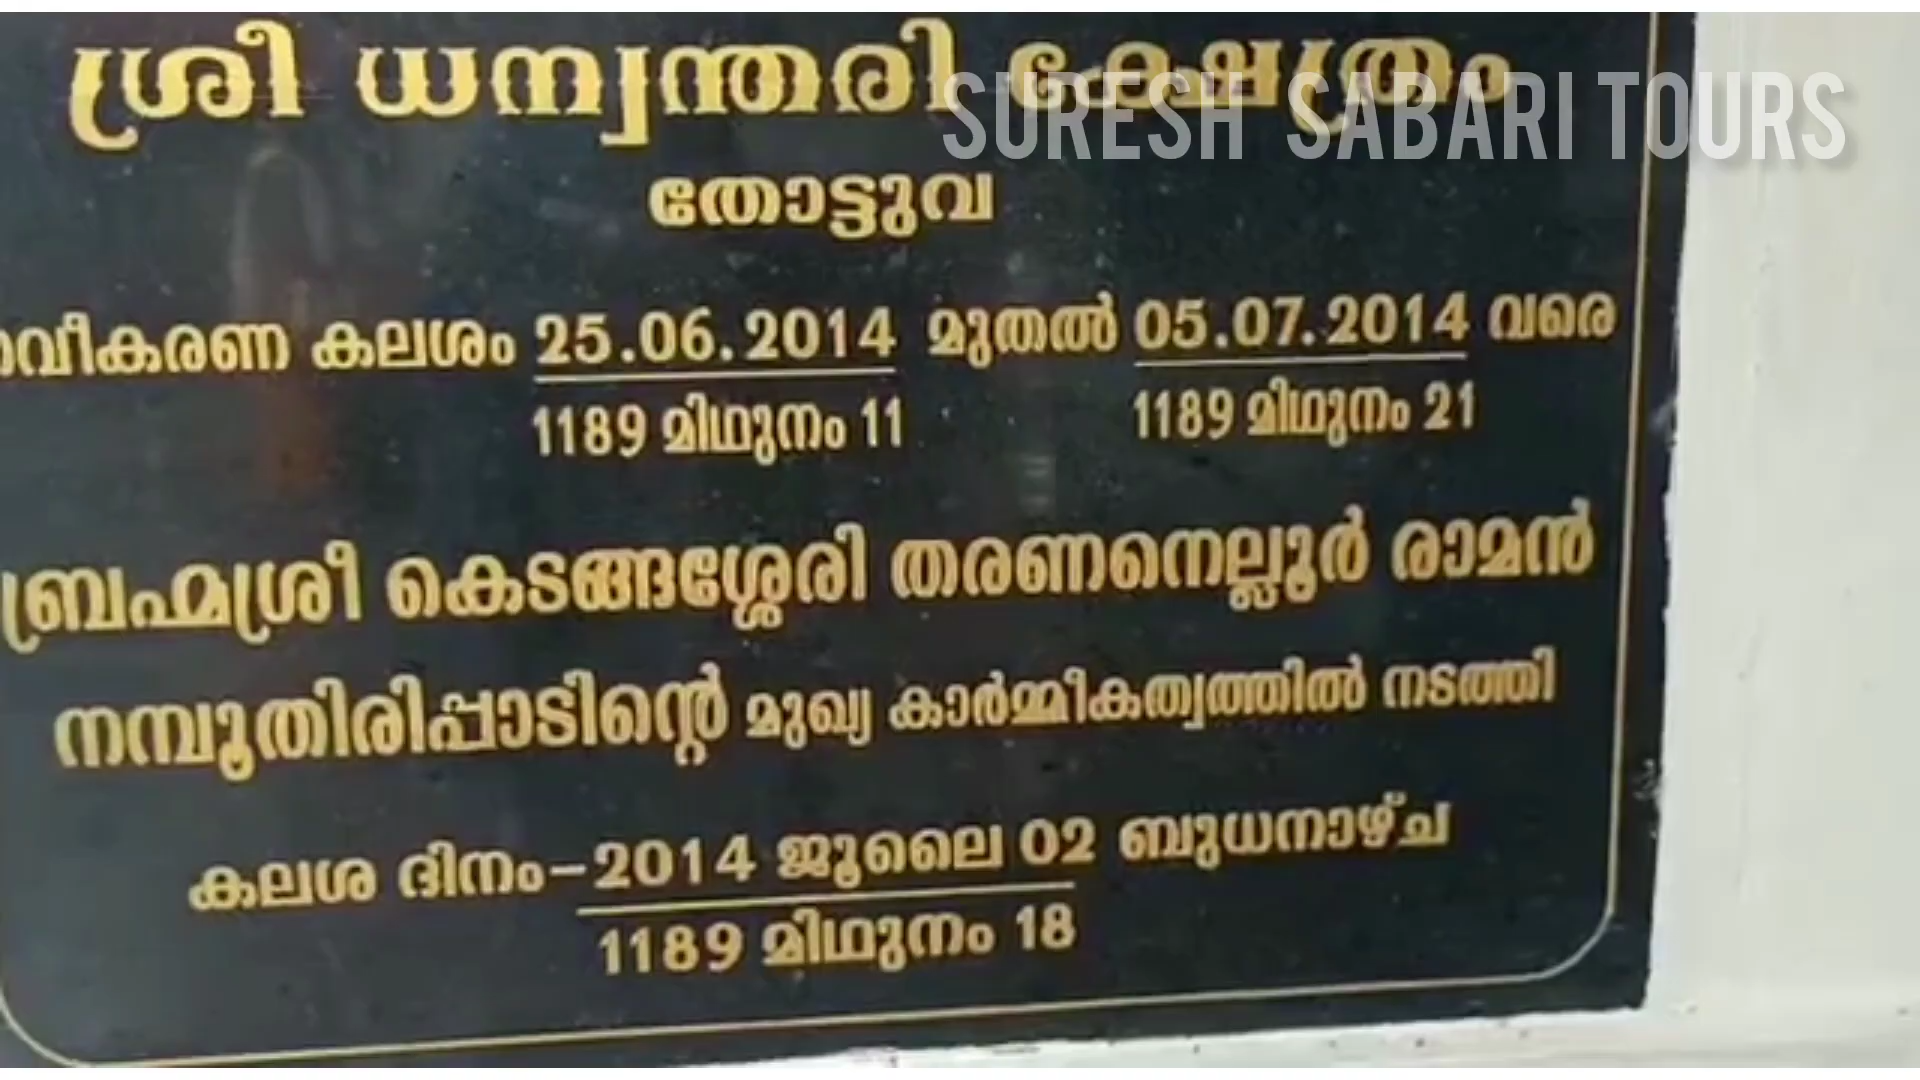 ശ്രീ ധന്വന്തരി ക്ഷേത്രം
SURESH SABARI TOURS
തോട്ടുവ
കലശം 25.06.2014 മുതൽ 05.07.2014 വരെ
1189 മിഥുനം 11 1189 മിഥുനം 21
ബ്രഹ്മശ്രീ കെടങ്ങശ്ശേരി തരണനെല്ലൂർ രാമൻ
നമ്പൂതിരിപ്പാടിന്റെ മുഖ്യ കാർമ്മീകത്വത്തിൽ നടത്തി
കലശ ദിനം-2014 ജൂലൈ 02 ബുധനാഴ്ച
1189 മിഥുനം 18